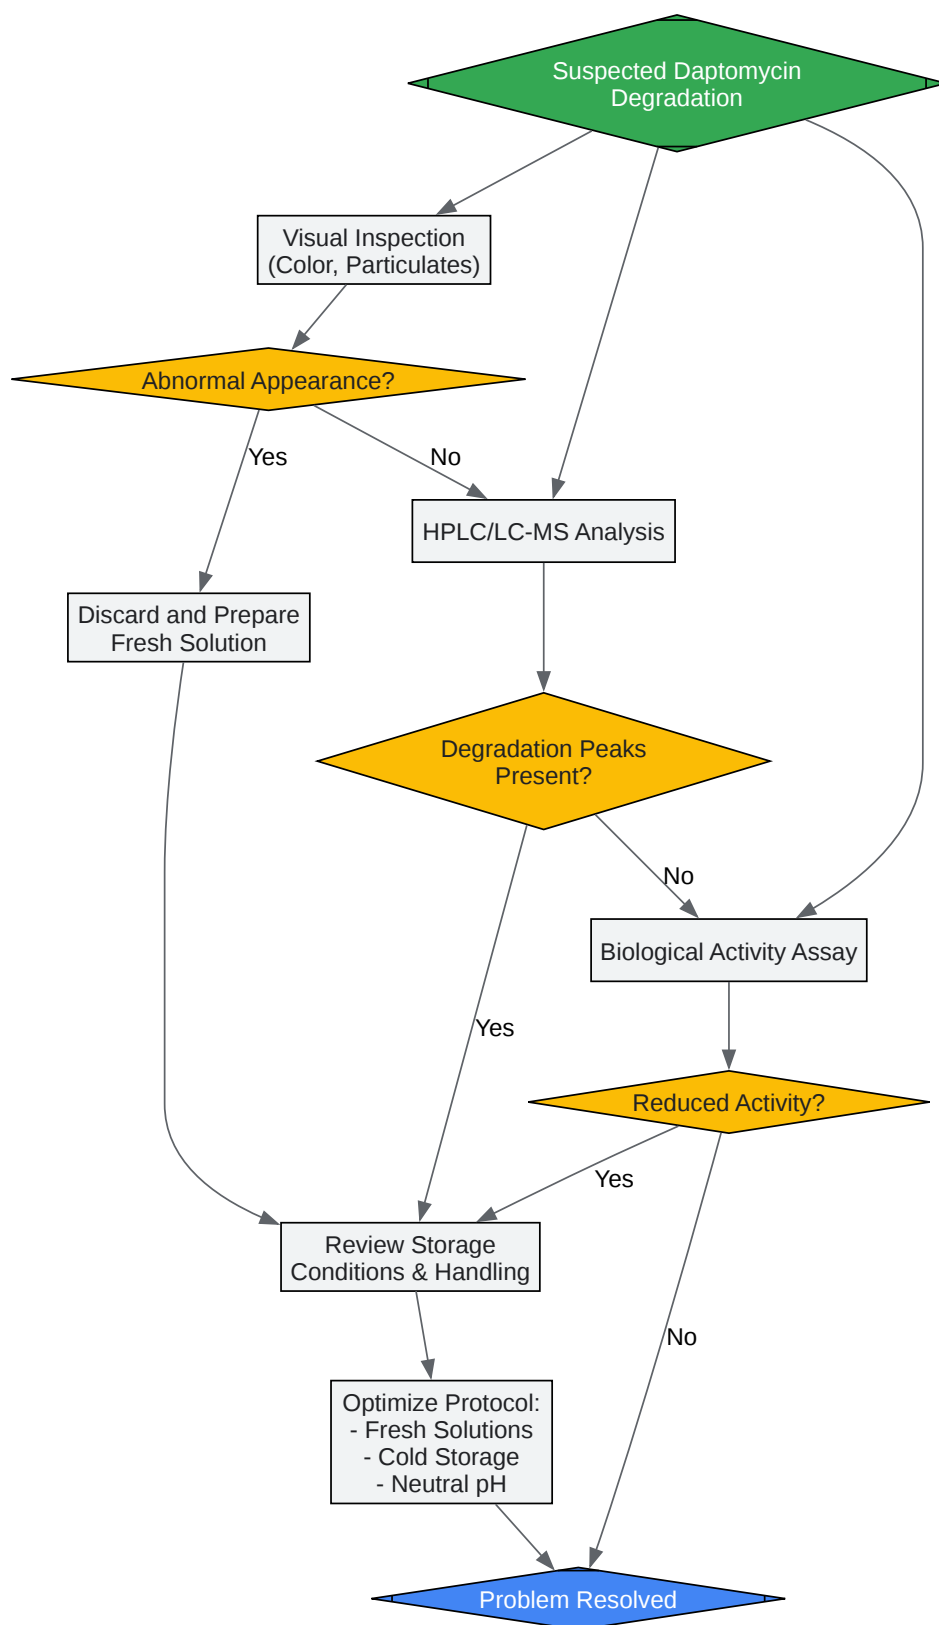 Suspected Daptomycin
Degradation
Visual Inspection
(Color, Particulates)
Abnormal Appearance?
Yes
No
HPLC/LC-MS Analysis
Discard and Prepare
Fresh Solution
Degradation Peaks
Present?
No
Biological Activity Assay
Yes
Reduced Activity?
Yes
Review Storage
Conditions & Handling
No
Optimize Protocol:
- Fresh Solutions
- Cold Storage
- Neutral pH
Problem Resolved